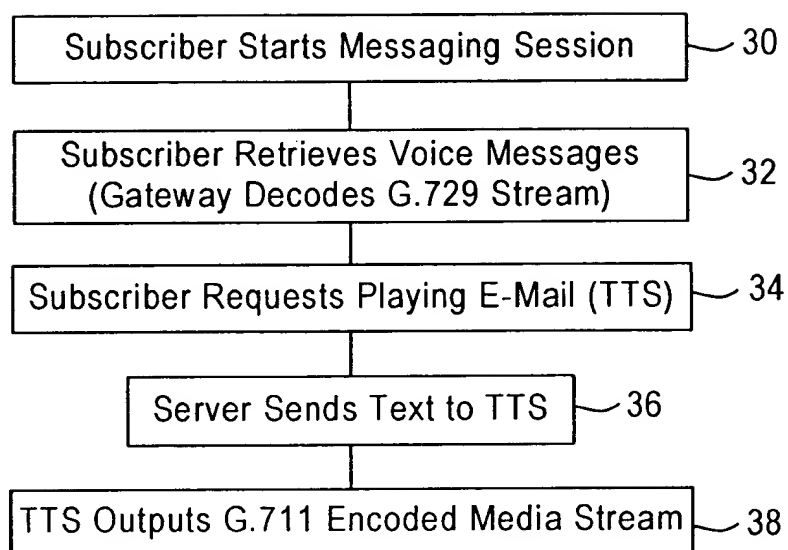 Subscriber Starts Messaging Session 30
Subscriber Retrieves Voice Messages
(Gateway Decodes G.729 Stream) 32
Subscriber Requests Playing E-Mail (TTS) 34
Server Sends Text to TTS 36
TTS Outputs G.711 Encoded Media Stream 38